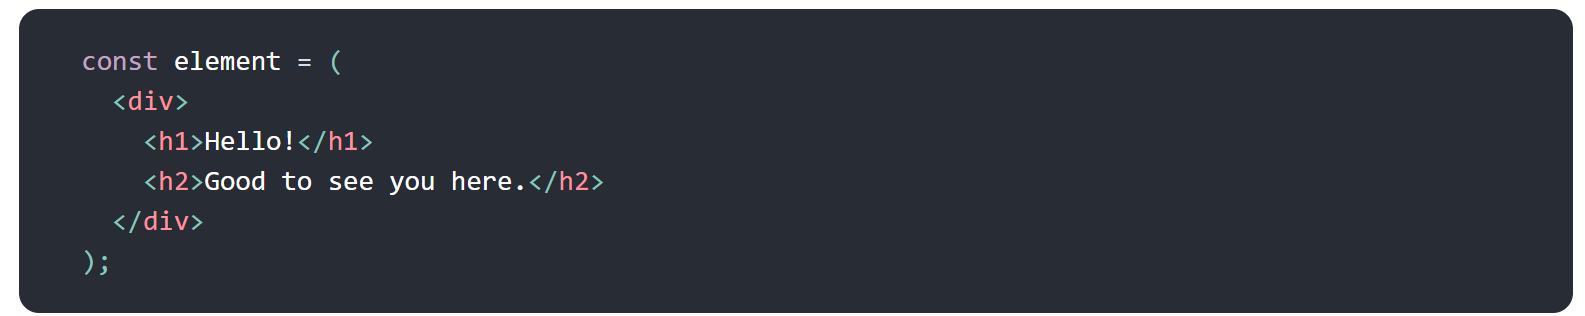 const element = (
  <div>
    <h1>Hello!</h1>
    <h2>Good to see you here.</h2>
  </div>
);